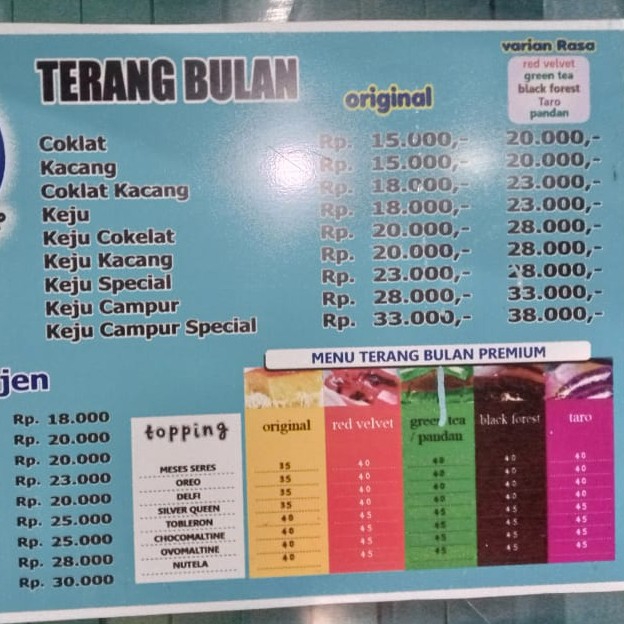 TERANG BULAN
original
varian Rasa
red velvet
green tea
black forest
Taro
pandan
Coklat Rp. 15.000,- 20.000,-
Kacang Rp. 15.000,- 20.000,-
Coklat Kacang Rp. 18.000,- 23.000,-
Keju Rp. 18.000,- 23.000,-
Keju Cokelat Rp. 20.000,- 28.000,-
Keju Kacang Rp. 20.000,- 28.000,-
Keju Special Rp. 23.000,- 28.000,-
Keju Campur Rp. 28.000,- 33.000,-
Keju Campur Special Rp. 33.000,- 38.000,-
MENU TERANG BULAN PREMIUM
jen
Rp. 18.000
Rp. 20.000
Rp. 20.000
Rp. 23.000
Rp. 20.000
Rp. 25.000
Rp. 25.000
Rp. 28.000
Rp. 30.000
topping original red velvet green tea / pandan black forest taro
MESES SERES 35 40 40 40 40
OREO 35 40 40 40 40
DELFI 35 40 40 40 40
SILVER QUEEN 35 40 40 40 40
TOBLERON 40 45 45 45 45
CHOCOMALTINE 40 45 45 45 45
OVOMALTINE 40 45 45 45 45
NUTELA 40 45 45 45 45